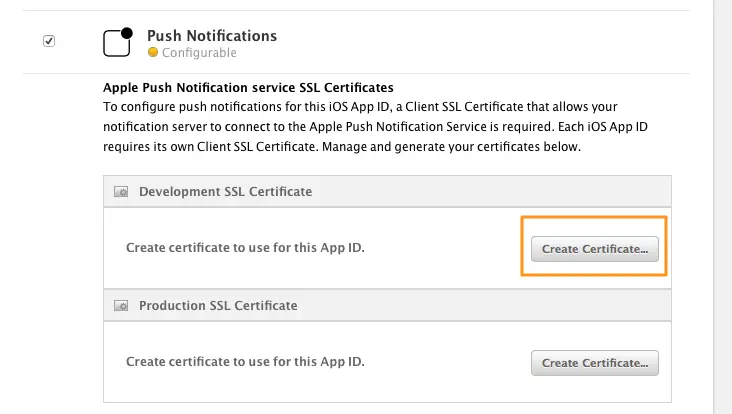 Push Notifications
Configurable
Apple Push Notification service SSL Certificates
To configure push notifications for this iOS App ID, a Client SSL Certificate that allows your
notification server to connect to the Apple Push Notification Service is required. Each iOS App ID
requires its own Client SSL Certificate. Manage and generate your certificates below.
Development SSL Certificate
Create certificate to use for this App ID.
Create Certificate...
Production SSL Certificate
Create certificate to use for this App ID.
Create Certificate...